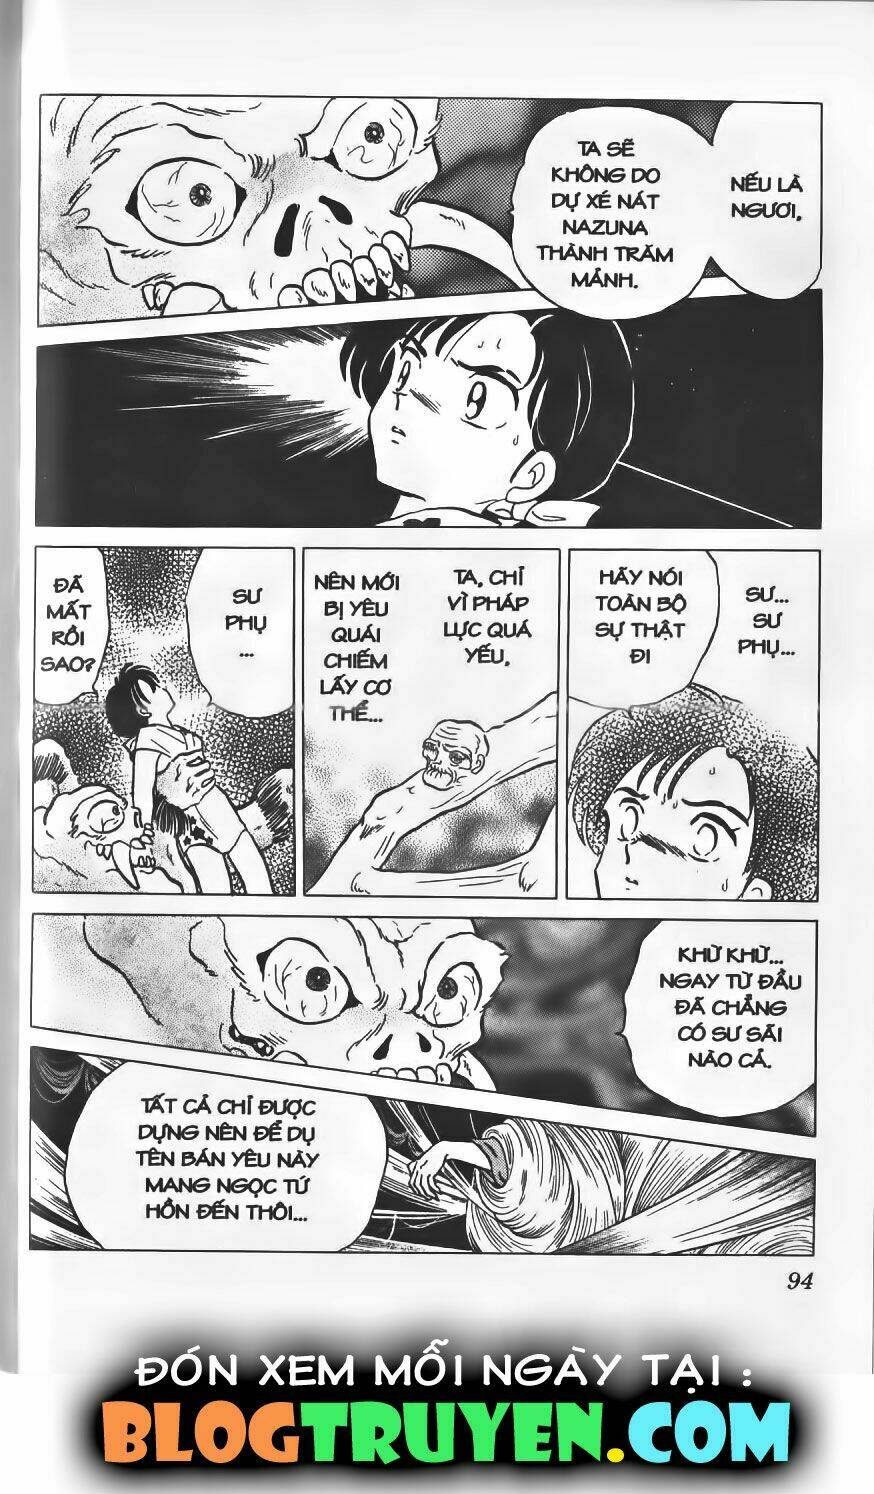 NẾU LÀ
NGƯƠI,
TA SẼ
KHÔNG DO
DỰ XÉ NÁT
NAZUNA
THÀNH TRĂM
MẢNH.
SƯ...
SƯ
PHỤ...
HÃY NÓI
TOÀN BỘ
SỰ THẬT
ĐI
TA, CHỈ
VÌ PHÁP
LỰC QUÁ
YẾU,
NÊN MỚI
BỊ YÊU
QUÁI
CHIẾM
LẤY CƠ
THỂ...
SƯ
PHỤ
...
ĐÃ
MẤT
RỒI
SAO?
KHỪ KHỪ...
NGAY TỪ ĐẦU
ĐÃ CHẲNG
CÓ SƯ SÃI
NÀO CẢ.
TẤT CẢ CHỈ ĐƯỢC
DỰNG NÊN ĐỂ DỤ
TÊN BÁN YÊU NÀY
MANG NGỌC TỨ
HỒN ĐẾN THÔI...
94
ĐÓN XEM MỖI NGÀY TẠI :
BLOGTRUYEN.COM